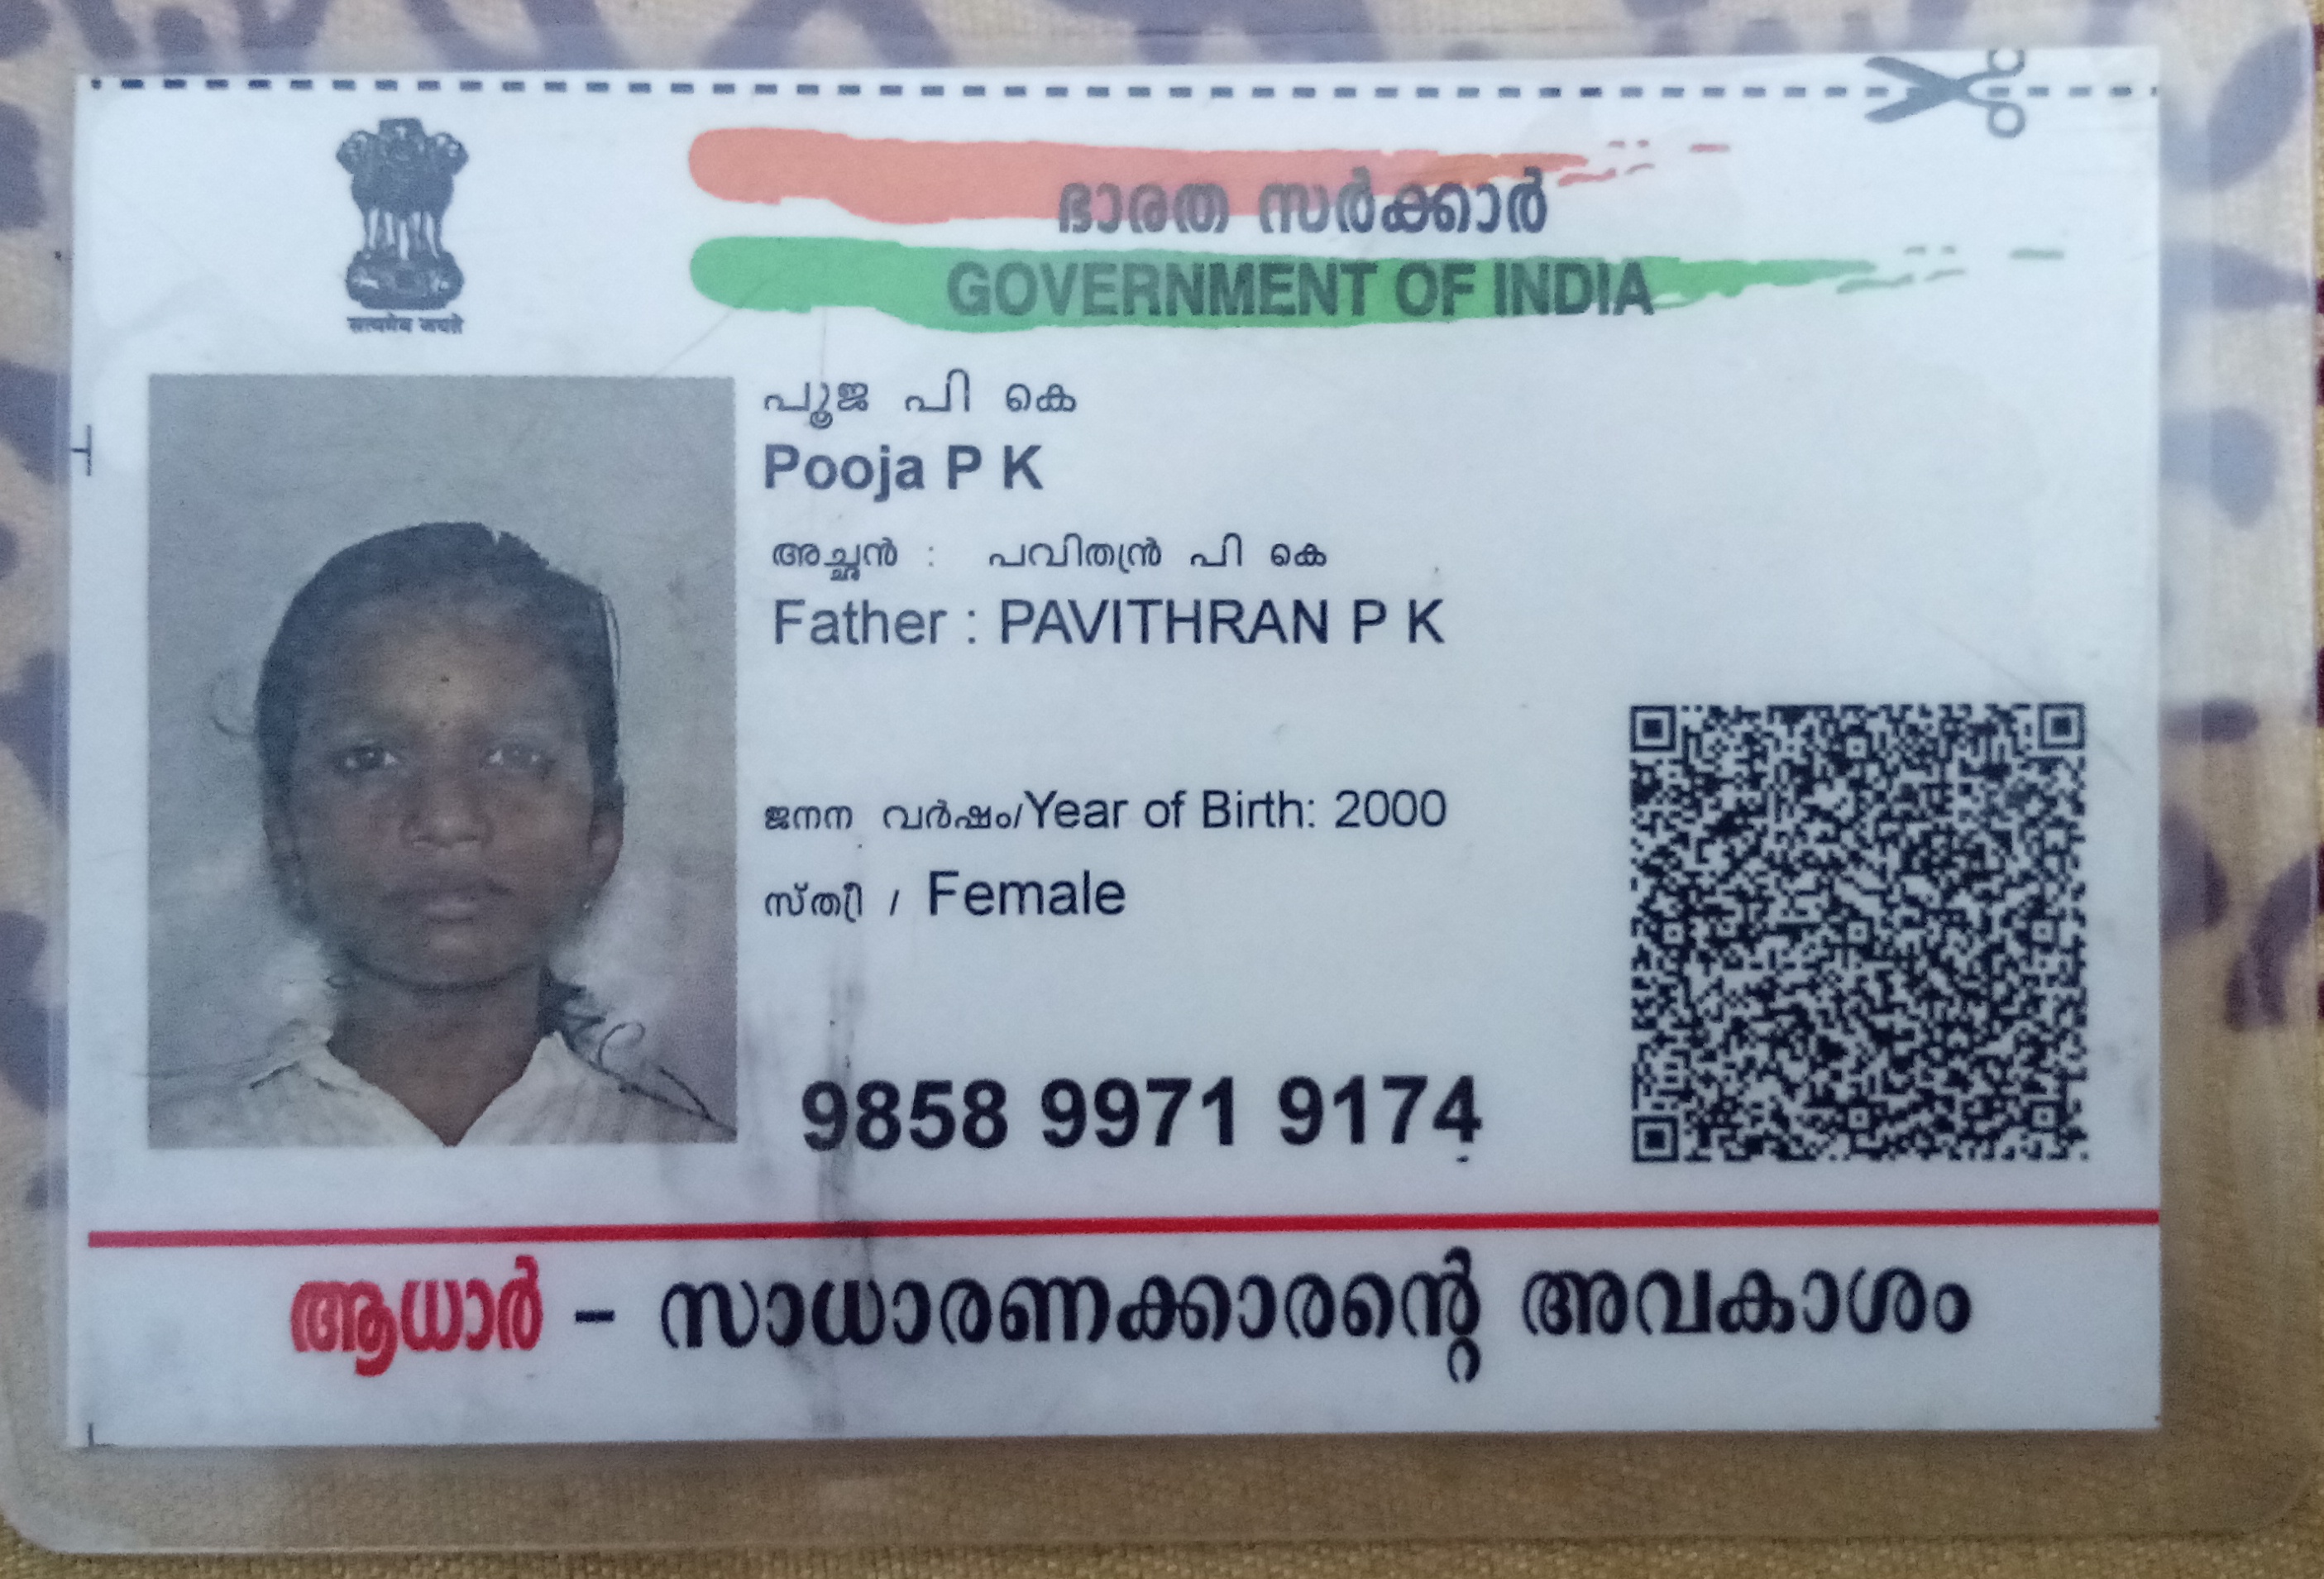 सत्यमेव जयते
ഭാരത സർക്കാർ
GOVERNMENT OF INDIA
പൂജ പി കെ
Pooja P K
അച്ഛൻ : പവിത്രൻ പി കെ
Father : PAVITHRAN P K
ജനന വർഷം/Year of Birth: 2000
സ്ത്രീ / Female
9858 9971 9174
ആധാർ – സാധാരണക്കാരന്റെ അവകാശം